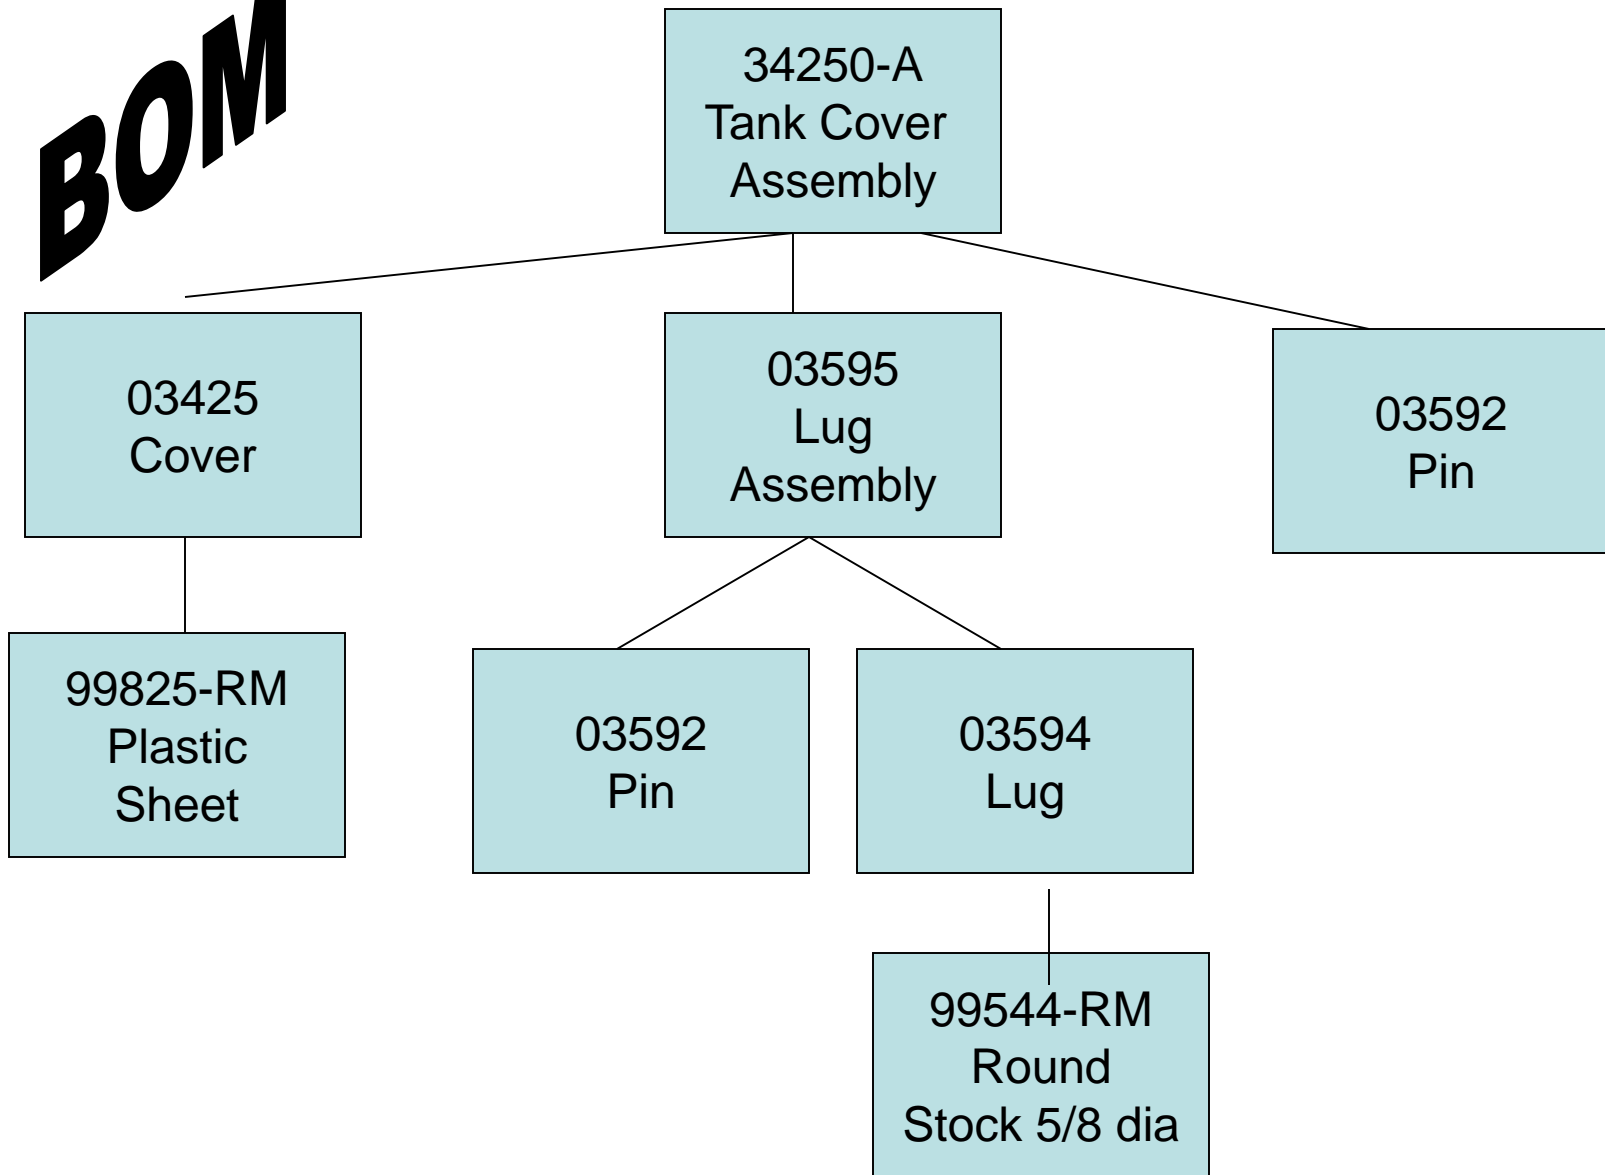 BOM
34250-A
Tank Cover
Assembly
03425
Cover
03595
Lug
Assembly
03592
Pin
99825-RM
Plastic
Sheet
03592
Pin
03594
Lug
99544-RM
Round
Stock 5/8 dia